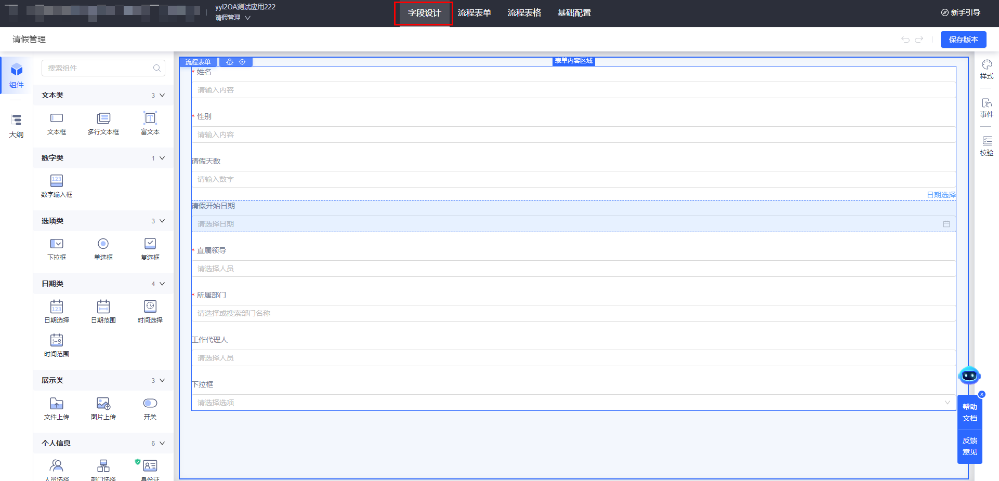 yyl2OA测试应用222
请假管理
字段设计
流程表单
流程表格
基础配置
新手引导
请假管理
保存版本
组件
大纲
搜索组件
文本类 3
文本框
多行文本框
富文本
数字类 1
123
数字输入框
选项类 3
下拉框
单选框
复选框
日期类 4
123
日期选择
日期范围
时间选择
1-9
时间范围
展示类 3
文件上传
图片上传
开关
个人信息 6
人员选择
部门选择
身份证
流程表单
表单内容区域
* 姓名
请输入内容
* 性别
请输入内容
请假天数
请输入数字
日期选择
请假开始日期
请选择日期
* 直属领导
请选择人员
* 所属部门
请选择或搜索部门名称
工作代理人
请选择人员
下拉框
请选择选项
样式
事件
校验
x
帮助
文档
反馈
意见